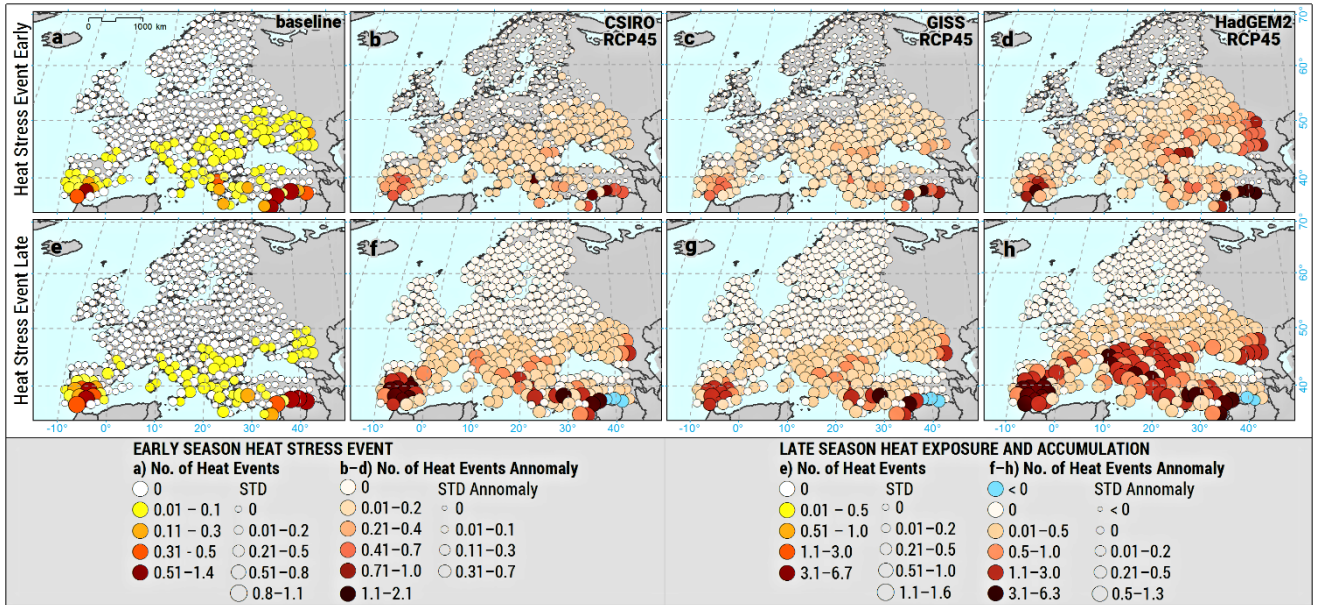 baseline
CSIRO
RCP45
GISS
RCP45
HadGEM2
RCP45
0 1000 km
a
b
c
d
Heat Stress Event Early
70°
60°
50°
40°
e
f
g
h
Heat Stress Event Late
70°
60°
50°
40°
-10° 0° 10° 20° 30° 40°
-10° 0° 10° 20° 30° 40°
-10° 0° 10° 20° 30° 40°
-10° 0° 10° 20° 30° 40°
EARLY SEASON HEAT STRESS EVENT
a) No. of Heat Events
0
0.01 – 0.1
0.11 – 0.3
0.31 - 0.5
0.51–1.4
STD
0
0.01–0.2
0.21–0.5
0.51–0.8
0.8–1.1
b–d) No. of Heat Events Annomaly
0
0.01–0.2
0.21–0.4
0.41–0.7
0.71–1.0
1.1–2.1
STD Annomaly
0
0.01–0.1
0.11–0.3
0.31–0.7
LATE SEASON HEAT EXPOSURE AND ACCUMULATION
e) No. of Heat Events
0
0.01 – 0.5
0.51 – 1.0
1.1–3.0
3.1–6.7
STD
0
0.01–0.2
0.21–0.5
0.51–1.0
1.1–1.6
f–h) No. of Heat Events Annomaly
< 0
0
0.01–0.5
0.5–1.0
1.1–3.0
3.1–6.3
STD Annomaly
< 0
0
0.01–0.2
0.21–0.5
0.5–1.3